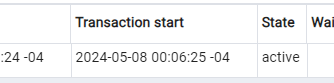 Transaction start State Wai
:24 -04 2024-05-08 00:06:25 -04 active